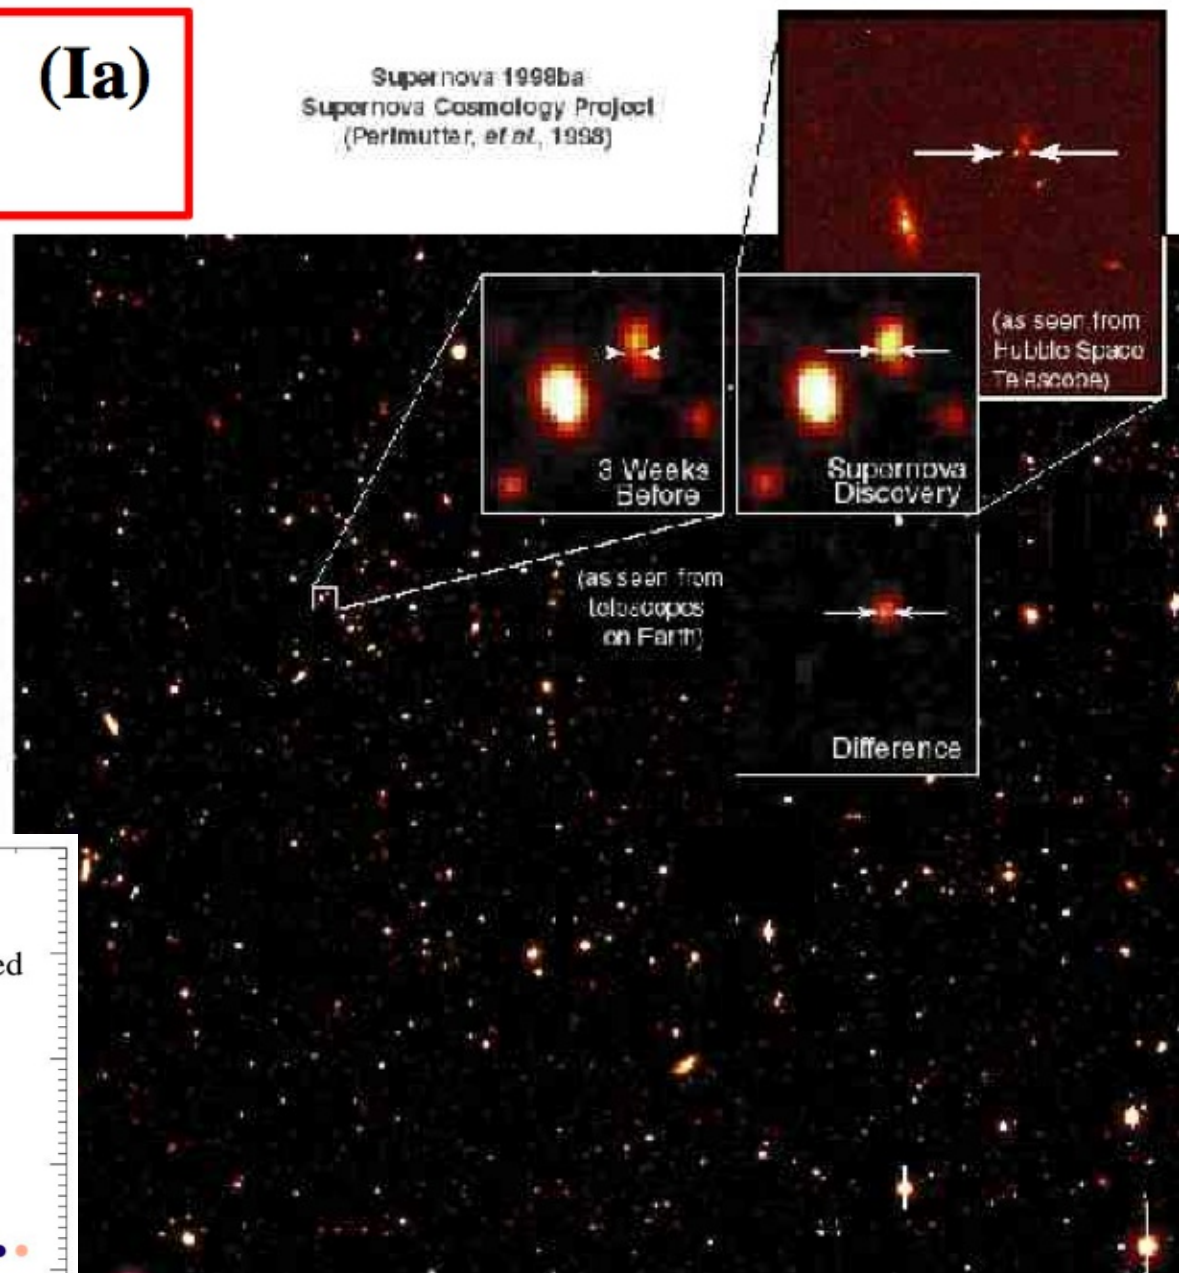 (Ia)
Supernova 1998ba
Supernova Cosmology Project
(Perlmutter, et al., 1998)
(as seen from
Hubble Space
Telescope)
3 Weeks
Before
Supernova
Discovery
(as seen from
telescopes
on Earth)
Difference
ed